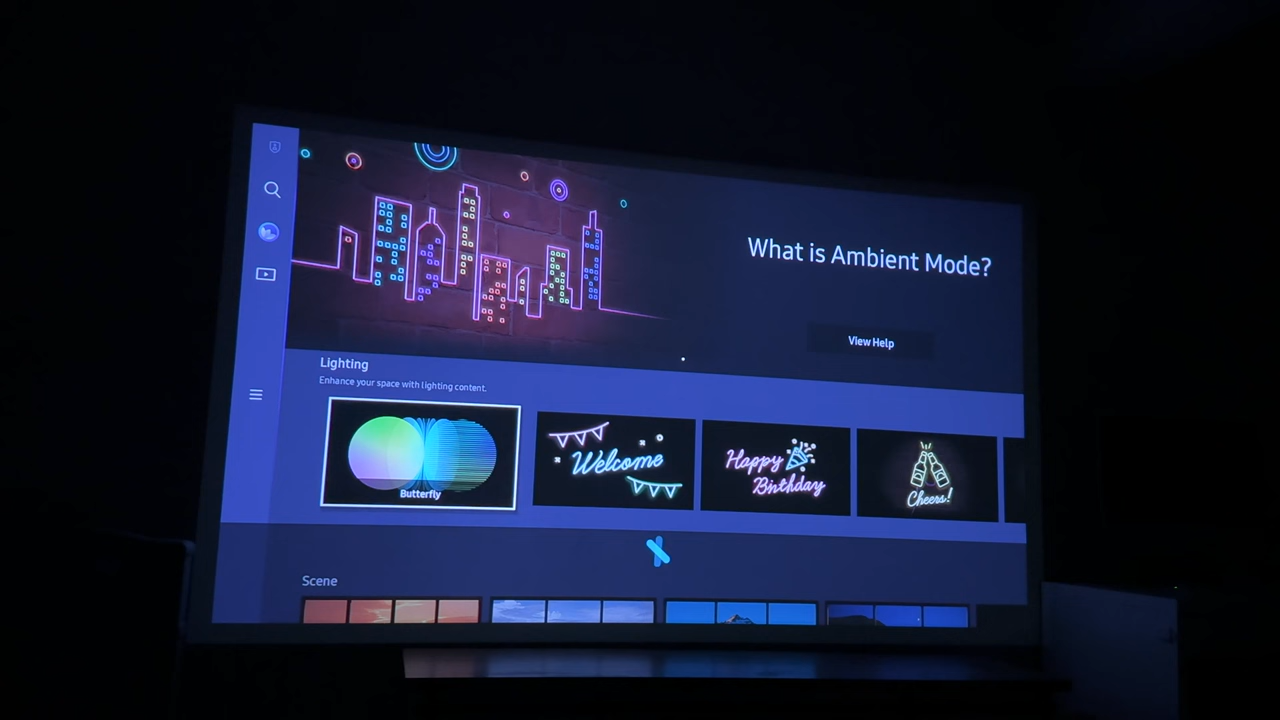 What is Ambient Mode?
View Help
Lighting
Enhance your space with lighting content.
Butterfly
Welcome
Happy
Birthday
Cheers!
Scene